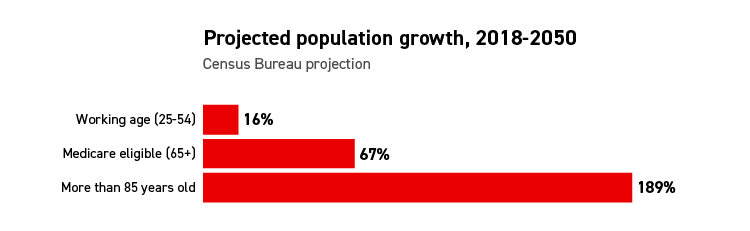 Projected population growth, 2018-2050
Census Bureau projection
Working age (25-54) 16%
Medicare eligible (65+) 67%
More than 85 years old 189%